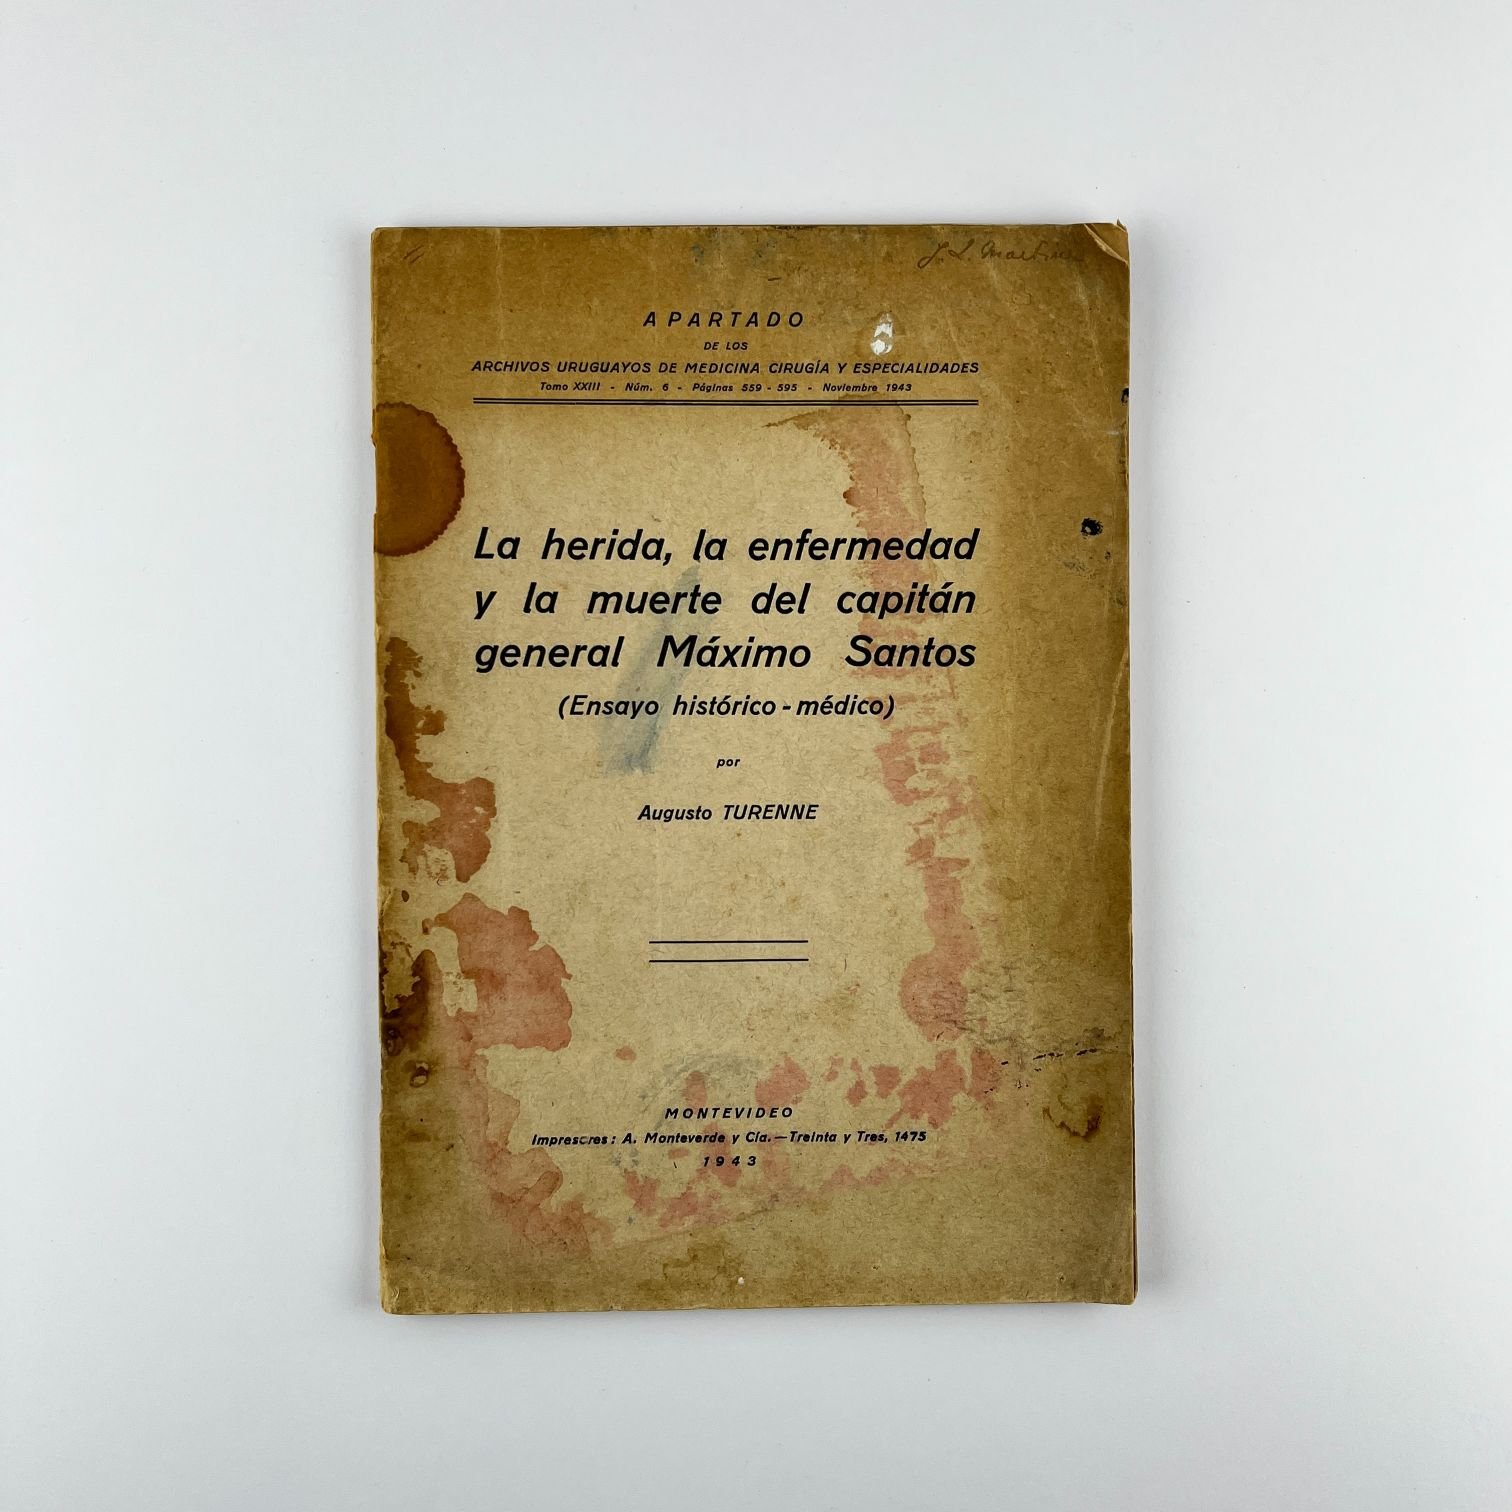 J. L. Martínez
APARTADO
DE LOS
ARCHIVOS URUGUAYOS DE MEDICINA CIRUGÍA Y ESPECIALIDADES
Tomo XXIII - Núm. 6 - Páginas 559 - 595 - Noviembre 1943
La herida, la enfermedad
y la muerte del capitán
general Máximo Santos
(Ensayo histórico - médico)
por
Augusto TURENNE
MONTEVIDEO
Impresores: A. Monteverde y Cía. — Treinta y Tres, 1475
1943